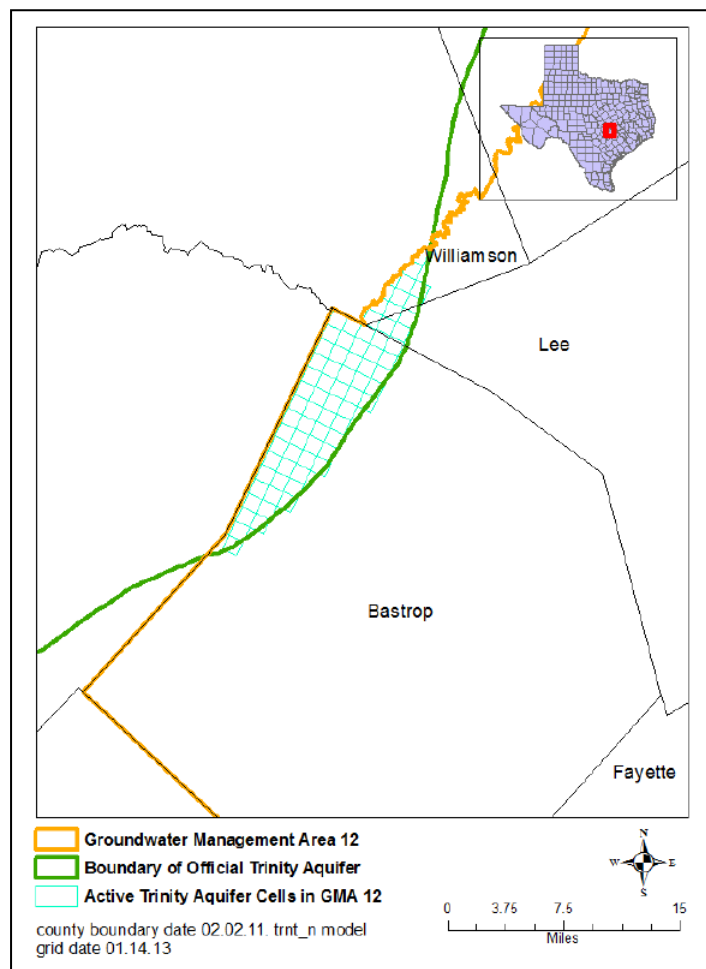 Williamson
Lee
Bastrop
Fayette
Groundwater Management Area 12
Boundary of Official Trinity Aquifer
Active Trinity Aquifer Cells in GMA 12
county boundary date 02.02.11. trnt_n model
grid date 01.14.13
N
W E
S
0 3.75 7.5 15
Miles